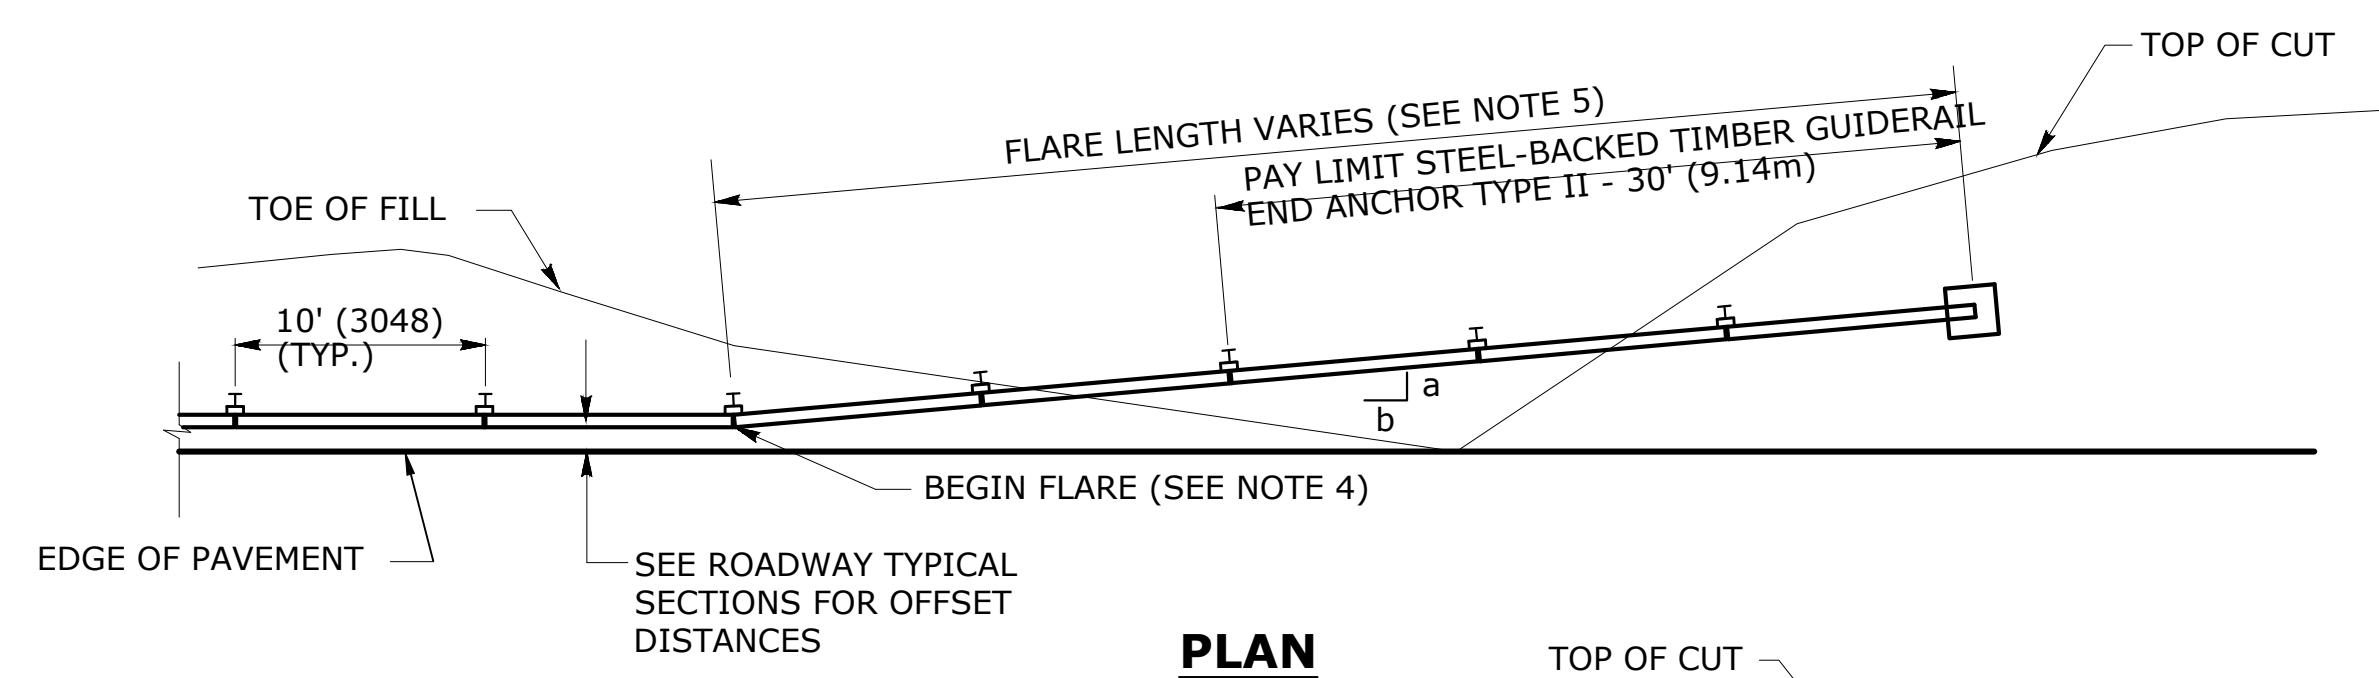 TOP OF CUT
FLARE LENGTH VARIES (SEE NOTE 5)
PAY LIMIT STEEL-BACKED TIMBER GUIDERAIL
END ANCHOR TYPE II - 30' (9.14m)
TOE OF FILL
10' (3048)
(TYP.)
a
b
BEGIN FLARE (SEE NOTE 4)
EDGE OF PAVEMENT
SEE ROADWAY TYPICAL
SECTIONS FOR OFFSET
DISTANCES
PLAN
TOP OF CUT